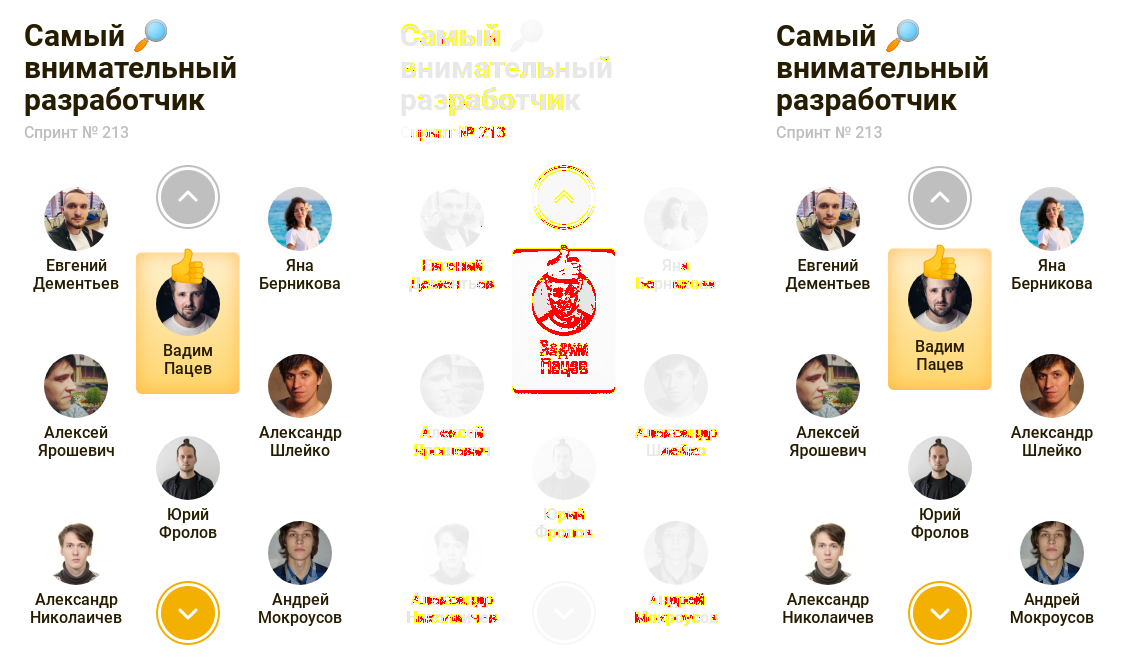 Самый 🔎
внимательный
разработчик
Спринт № 213
Евгений
Дементьев
Яна
Берникова
Вадим
Пацев
Алексей
Ярошевич
Александр
Шлейко
Юрий
Фролов
Александр
Николаичев
Андрей
Мокроусов
Самый 🔎
внимательный
разработчик
Спринт № 213
Евгений
Дементьев
Яна
Берникова
Вадим
Пацев
Алексей
Ярошевич
Александр
Шлейко
Юрий
Фролов
Александр
Николаичев
Андрей
Мокроусов
Самый 🔎
внимательный
разработчик
Спринт № 213
Евгений
Дементьев
Яна
Берникова
Вадим
Пацев
Алексей
Ярошевич
Александр
Шлейко
Юрий
Фролов
Александр
Николаичев
Андрей
Мокроусов